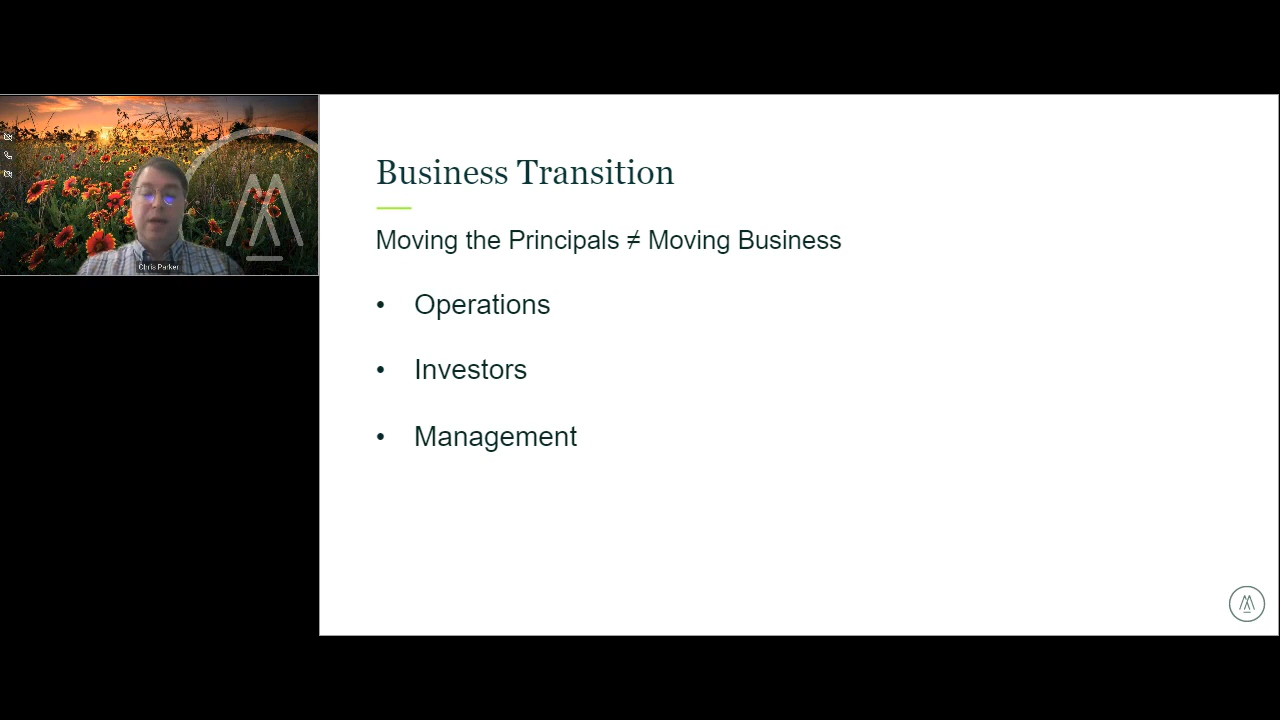 Chris Parker
Business Transition
Moving the Principals ≠ Moving Business
• Operations
• Investors
• Management